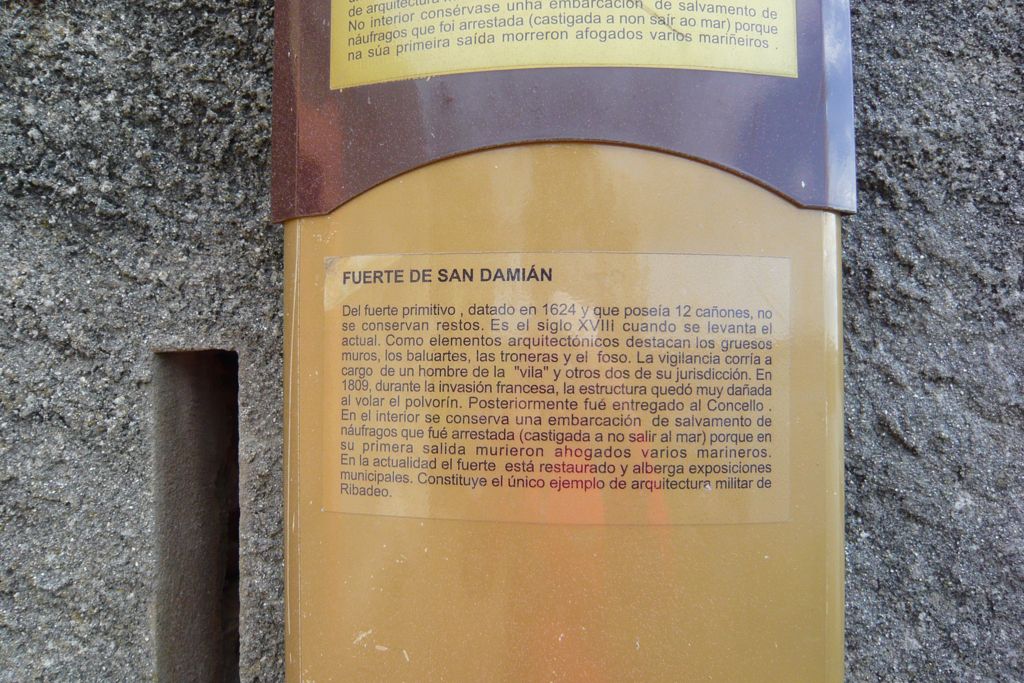 de arquitectura
No interior consérvase unha embarcación de salvamento de
náufragos que foi arrestada (castigada a non saír ao mar) porque
na súa primeira saída morreron afogados varios mariñeiros .
FUERTE DE SAN DAMIÁN
Del fuerte primitivo , datado en 1624 y que poseía 12 cañones, no
se conservan restos. Es el siglo XVIII cuando se levanta el
actual. Como elementos arquitectónicos destacan los gruesos
muros, los baluartes, las troneras y el foso. La vigilancia corría a
cargo de un hombre de la "vila" y otros dos de su jurisdicción. En
1809, durante la invasión francesa, la estructura quedó muy dañada
al volar el polvorín. Posteriormente fué entregado al Concello .
En el interior se conserva una embarcación de salvamento de
náufragos que fué arrestada (castigada a no salir al mar) porque en
su primera salida murieron ahogados varios marineros.
En la actualidad el fuerte está restaurado y alberga exposiciones
municipales. Constituye el único ejemplo de arquitectura militar de
Ribadeo.